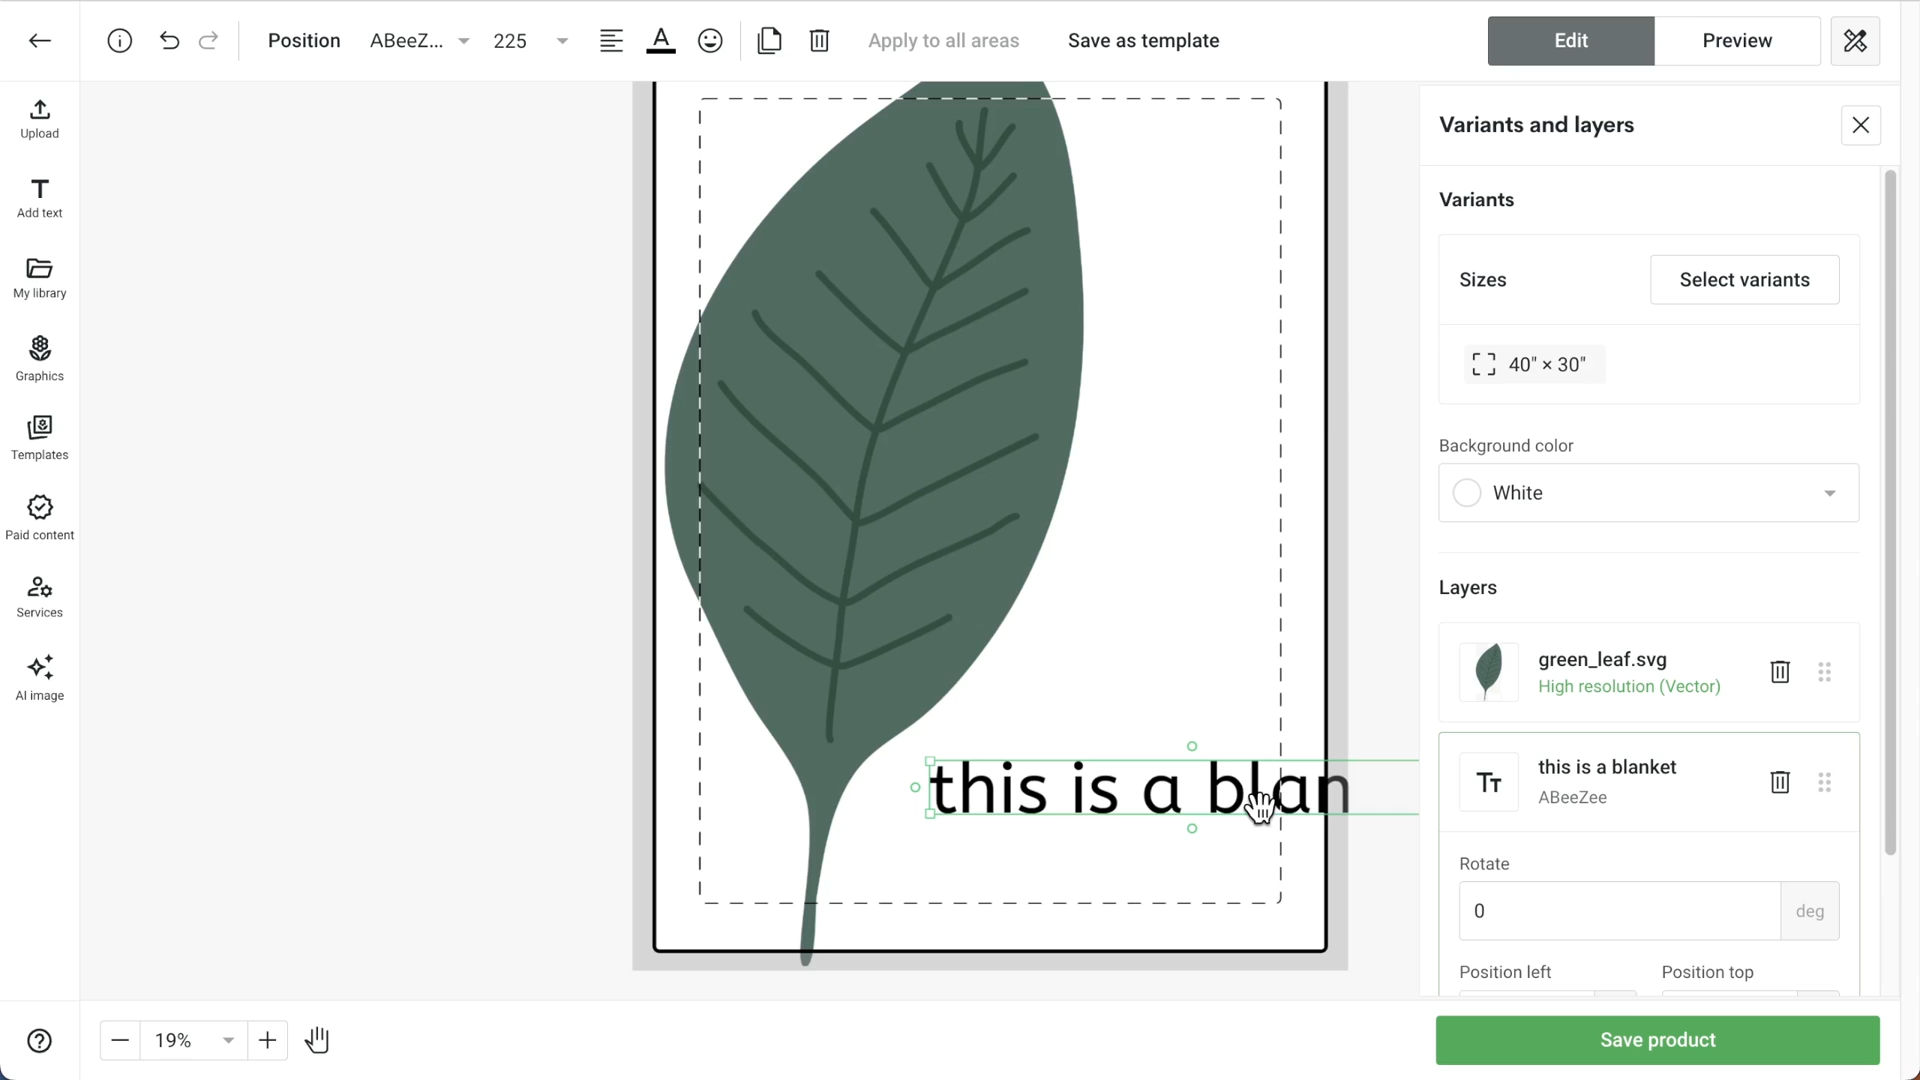 Position
ABeeZ...
225
Apply to all areas
Save as template
Edit
Preview
Upload
Add text
My library
Graphics
Templates
Paid content
Services
AI image
this is a blan
Variants and layers
Variants
Sizes
Select variants
40" × 30"
Background color
White
Layers
green_leaf.svg
High resolution (Vector)
Tт
this is a blanket
ABeeZee
Rotate
0
deg
Position left
Position top
19%
Save product